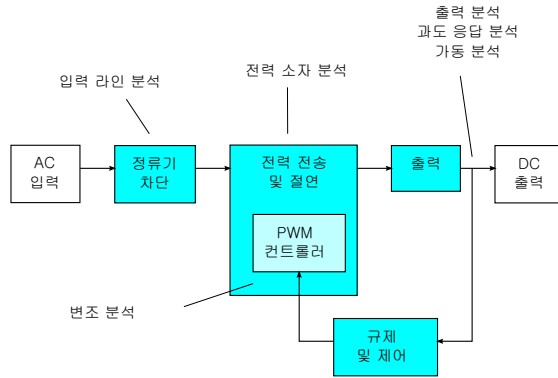 출력 분석
과도 응답 분석
가동 분석
전력 소자 분석
입력 라인 분석
AC
입력
정류기
차단
전력 전송
및 절연
출력
DC
출력
PWM
컨트롤러
변조 분석
규제
및 제어